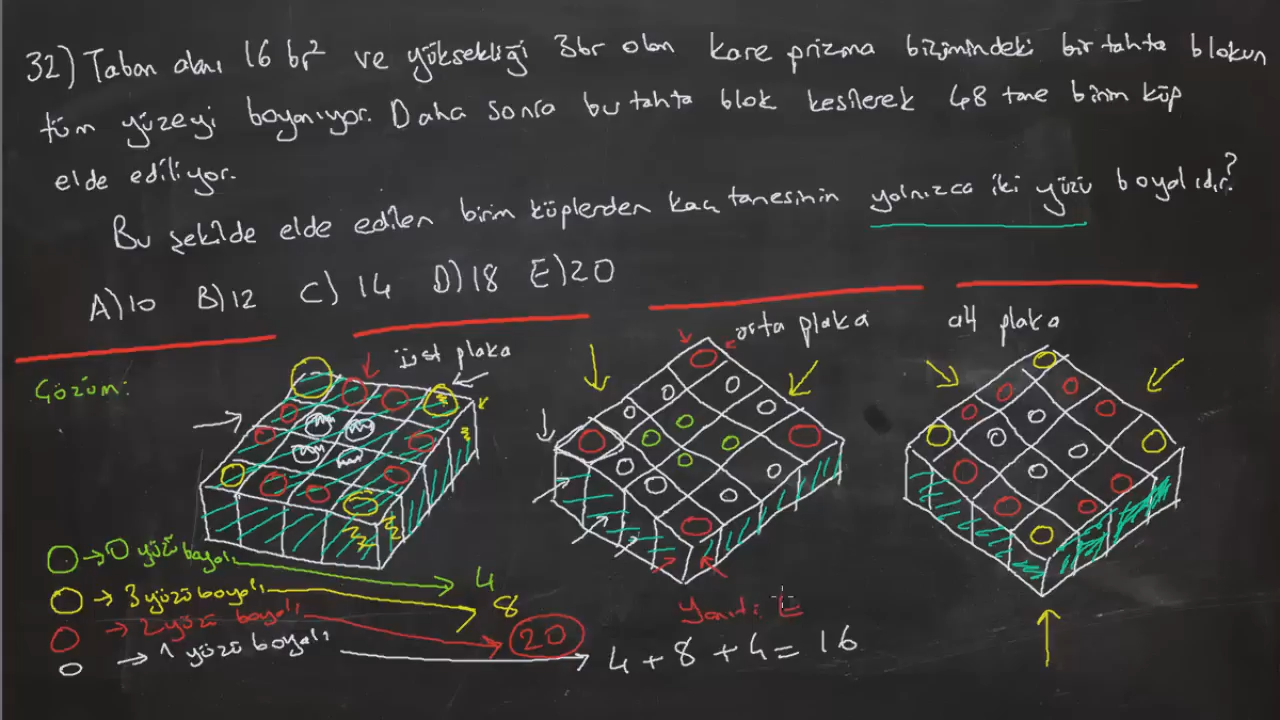 32) Taban alanı 16 br² ve yüksekliği 3br olan kare prizma biçimindeki bir tahta blokun
tüm yüzeyi boyanıyor. Daha sonra bu tahta blok kesilerek 48 tane birim küp
elde ediliyor.
Bu şekilde elde edilen birim küplerden kaç tanesinin yalnızca iki yüzü boyalıdır?
A) 10 B) 12 C) 14 D) 18 E) 20
üst plaka
orta plaka
alt plaka
Çözüm:
→ 0 yüzü boyalı 4
→ 3 yüzü boyalı 8
→ 2 yüzü boyalı 20
→ 1 yüzü boyalı 4 + 8 + 4 = 16
Yanıt: E